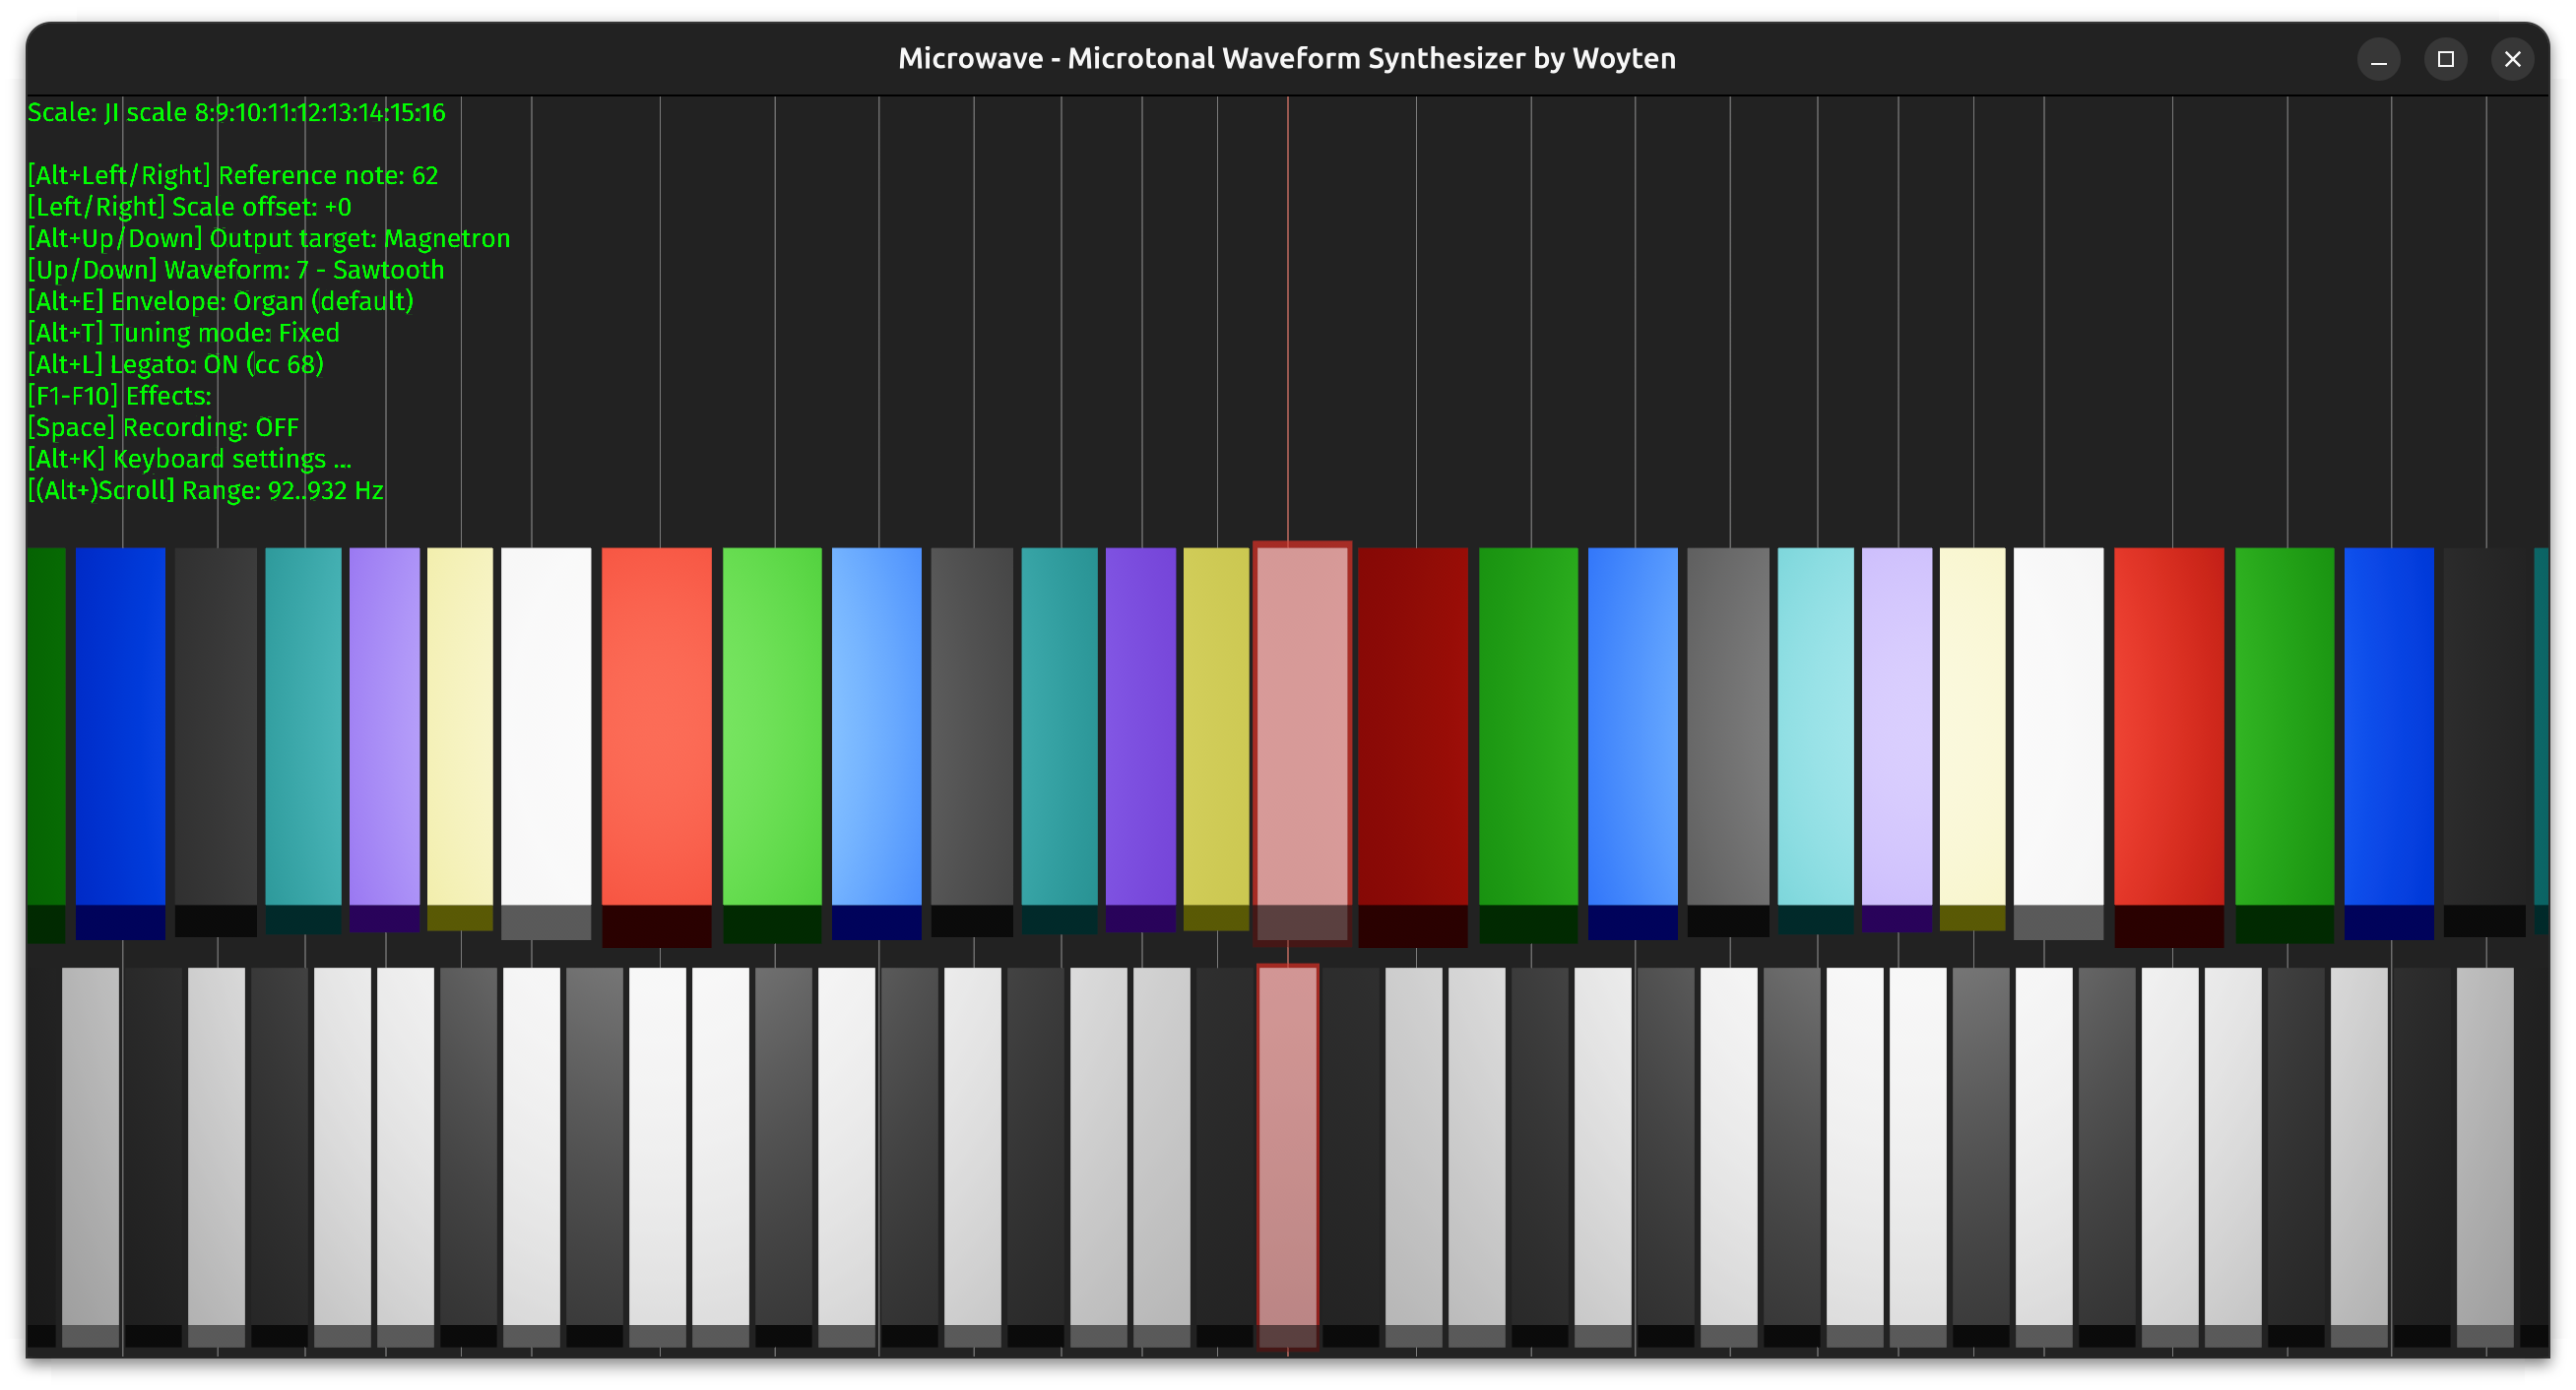 Microwave - Microtonal Waveform Synthesizer by Woyten
Scale: JI scale 8:9:10:11:12:13:14:15:16
[Alt+Left/Right] Reference note: 62
[Left/Right] Scale offset: +0
[Alt+Up/Down] Output target: Magnetron
[Up/Down] Waveform: 7 - Sawtooth
[Alt+E] Envelope: Organ (default)
[Alt+T] Tuning mode: Fixed
[Alt+L] Legato: ON (cc 68)
[F1-F10] Effects:
[Space] Recording: OFF
[Alt+K] Keyboard settings ...
[(Alt+)Scroll] Range: 92..932 Hz